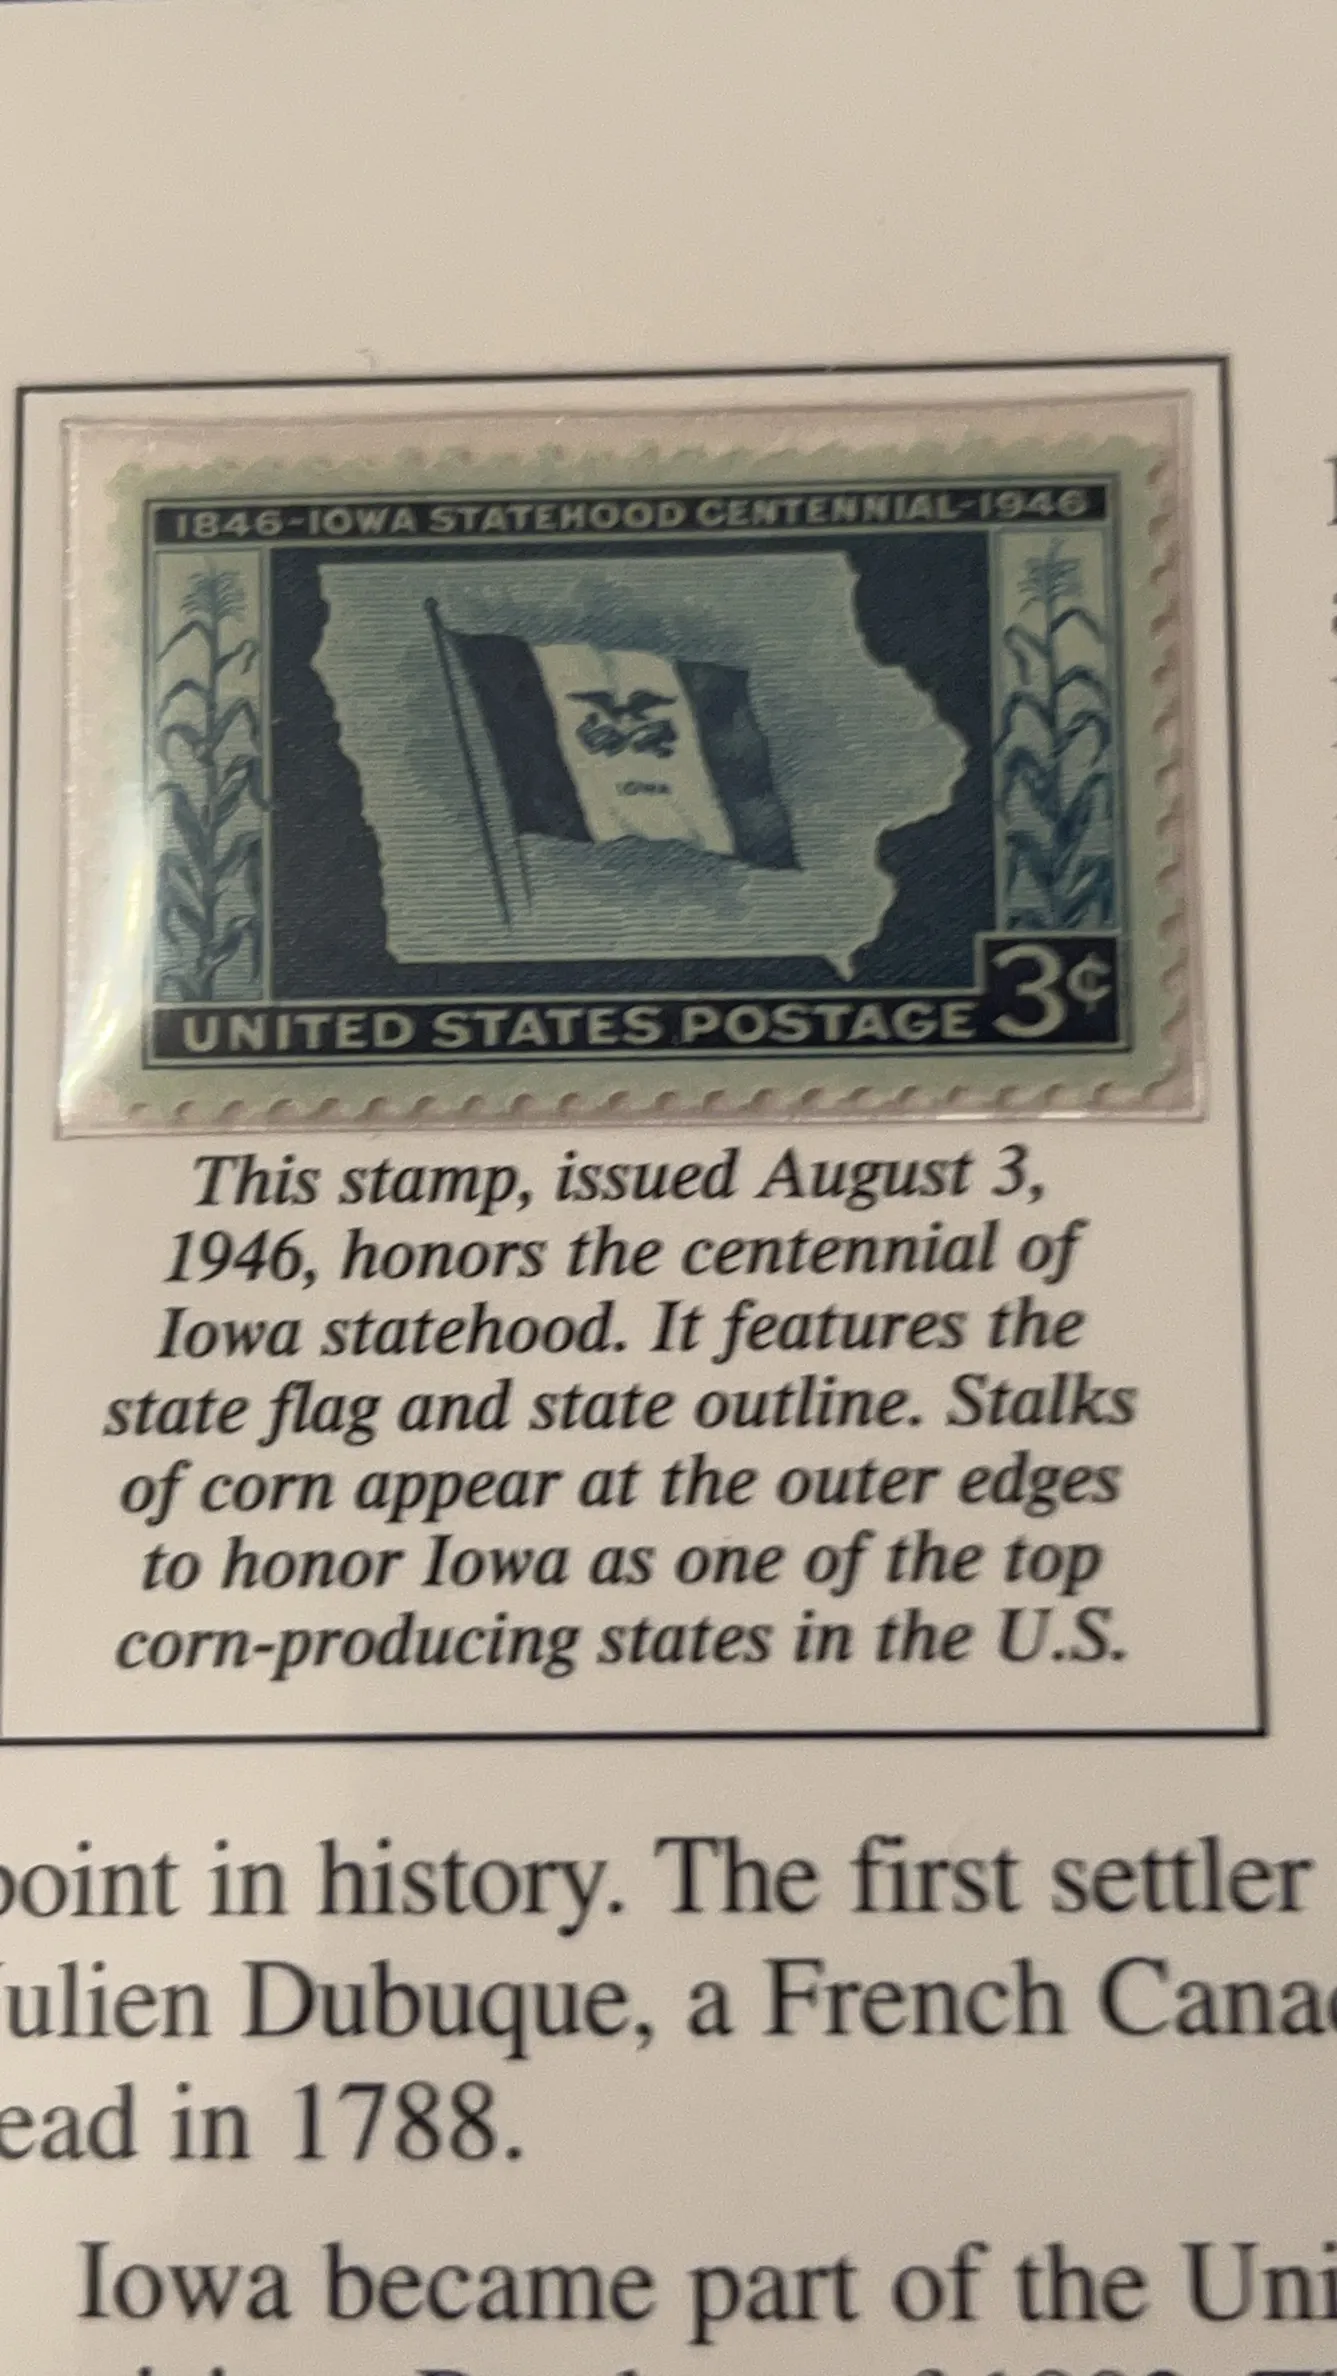 1846-IOWA STATEHOOD CENTENNIAL-1946
IOWA
3¢
UNITED STATES POSTAGE
This stamp, issued August 3,
1946, honors the centennial of
Iowa statehood. It features the
state flag and state outline. Stalks
of corn appear at the outer edges
to honor Iowa as one of the top
corn-producing states in the U.S.
point in history. The first settler
ulien Dubuque, a French Cana
ead in 1788.
Iowa became part of the Uni